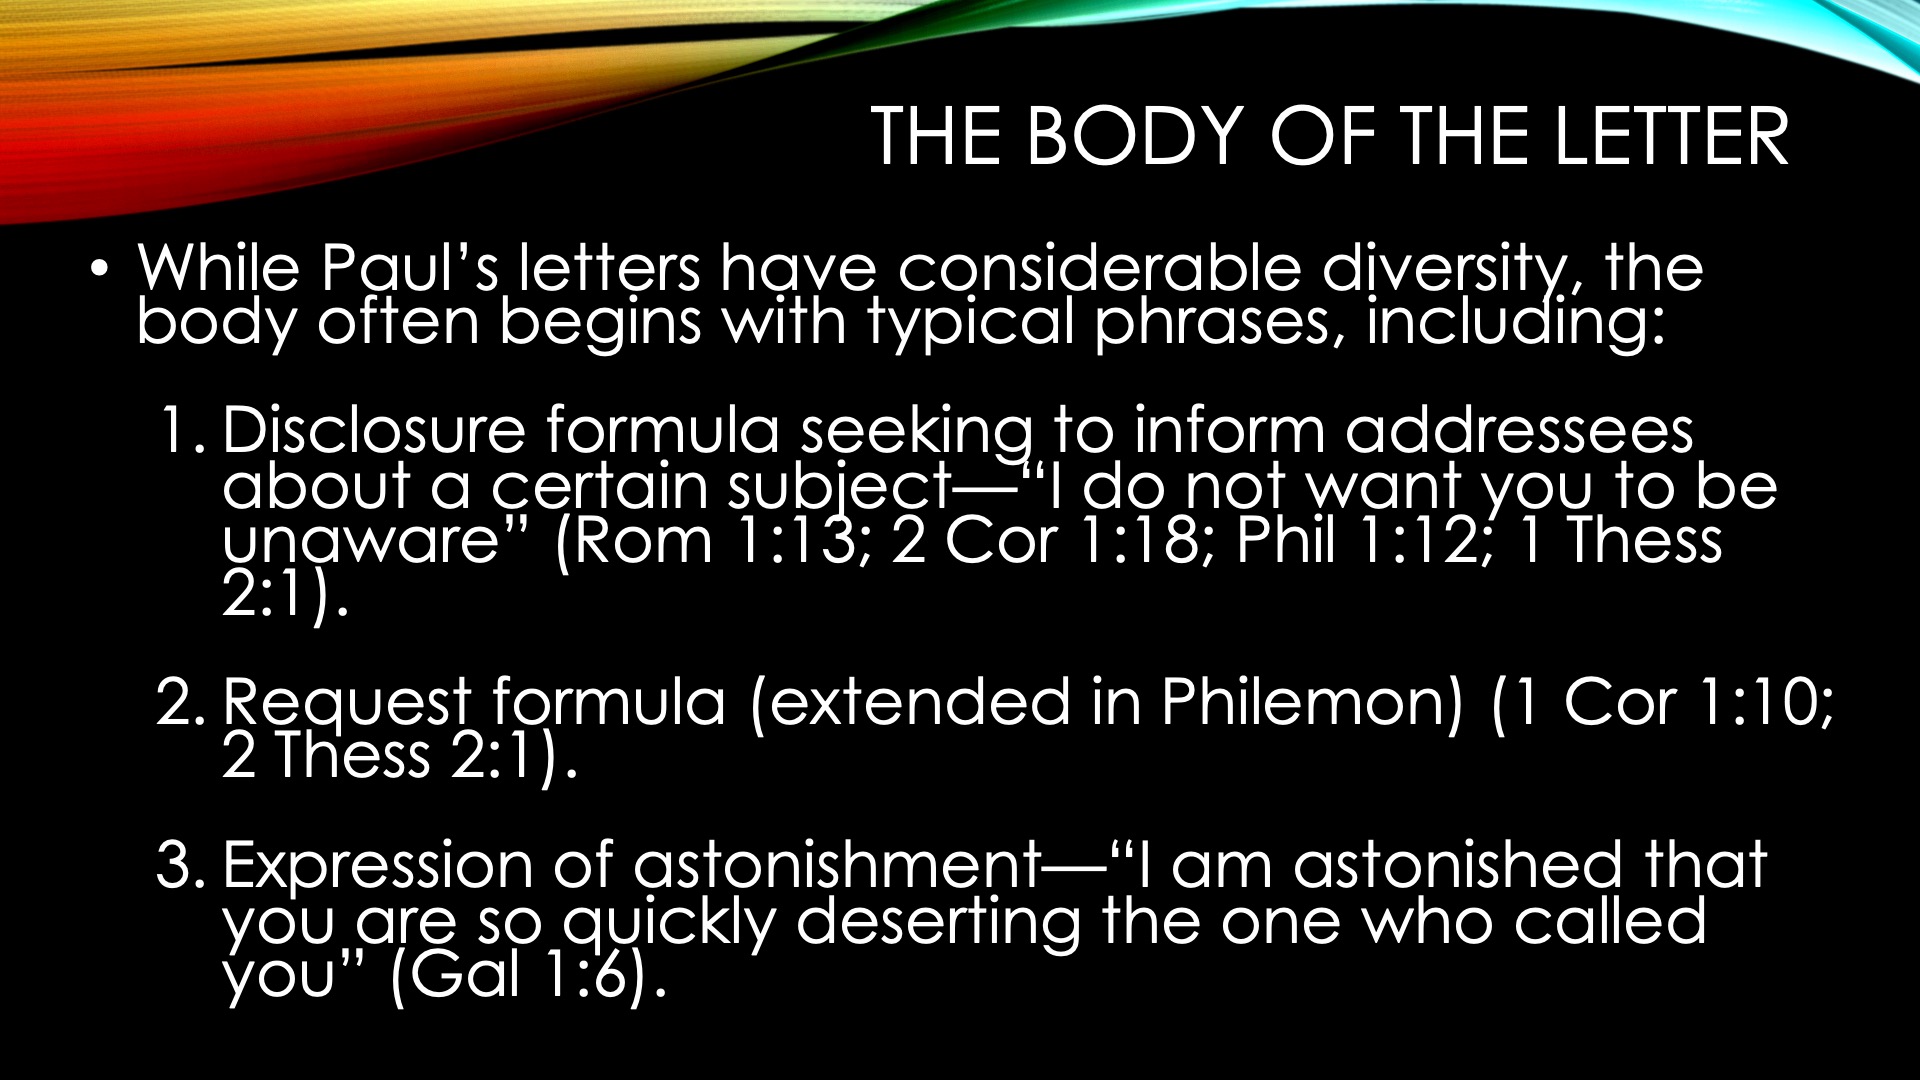 THE BODY OF THE LETTER
• While Paul’s letters have considerable diversity, the
body often begins with typical phrases, including:
1. Disclosure formula seeking to inform addressees
about a certain subject—“I do not want you to be
unaware” (Rom 1:13; 2 Cor 1:18; Phil 1:12; 1 Thess
2:1).
2. Request formula (extended in Philemon) (1 Cor 1:10;
2 Thess 2:1).
3. Expression of astonishment—“I am astonished that
you are so quickly deserting the one who called
you” (Gal 1:6).